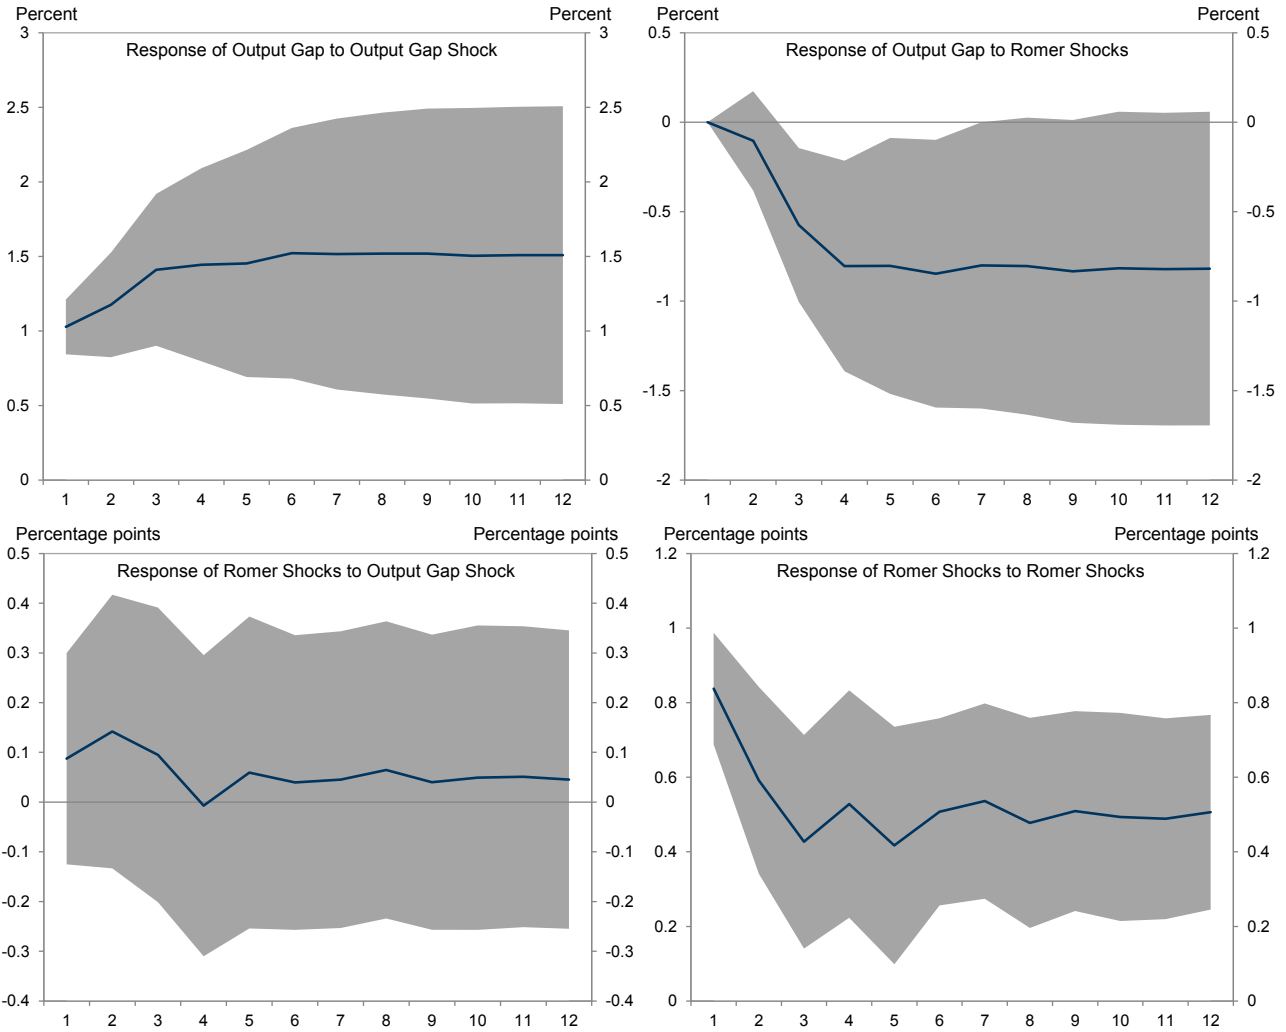 Percent Percent Percent Percent
3 Response of Output Gap to Output Gap Shock 3 0.5 Response of Output Gap to Romer Shocks 0.5
2.5 2.5 0 0
2 2 -0.5 -0.5
1.5 1.5 -1 -1
1 1 -1.5 -1.5
0.5 0.5 -2 -2
0 0
1 2 3 4 5 6 7 8 9 10 11 12 1 2 3 4 5 6 7 8 9 10 11 12
Percentage points Percentage points Percentage points Percentage points
0.5 Response of Romer Shocks to Output Gap Shock 0.5 1.2 Response of Romer Shocks to Romer Shocks 1.2
0.4 0.4 1 1
0.3 0.3 0.8 0.8
0.2 0.2 0.6 0.6
0.1 0.1 0.4 0.4
0 0 0.2 0.2
-0.1 -0.1 0 0
-0.2 -0.2
-0.3 -0.3
-0.4 -0.4
1 2 3 4 5 6 7 8 9 10 11 12 1 2 3 4 5 6 7 8 9 10 11 12